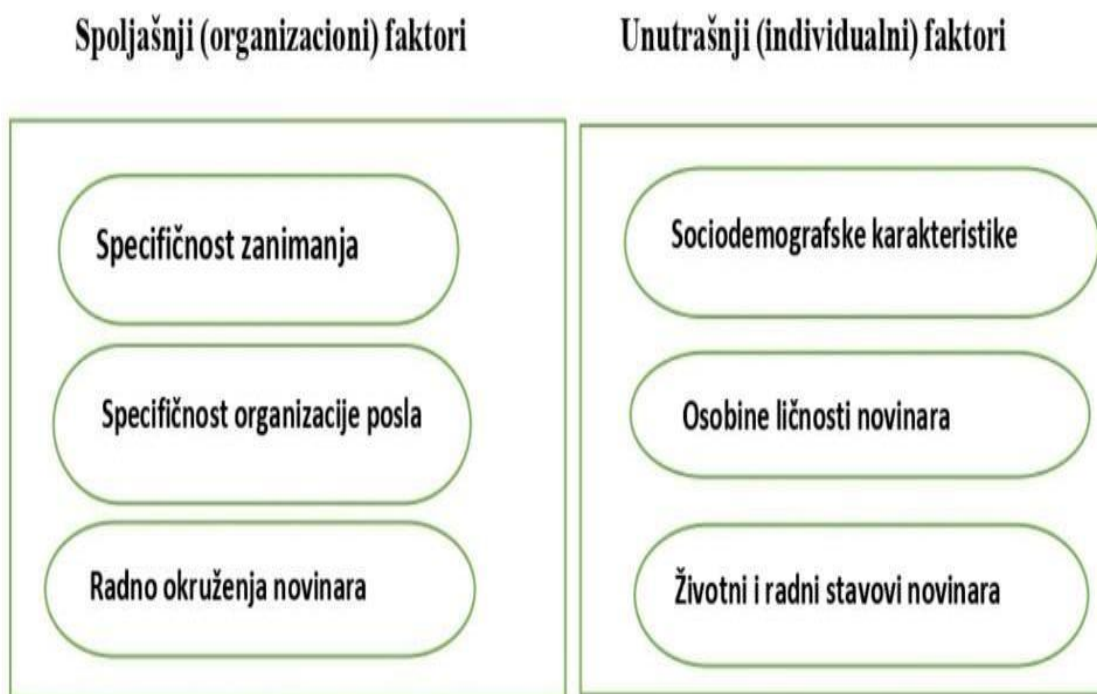 Spoljašnji (organizacioni) faktori
Unutrašnji (individualni) faktori
Specifičnost zanimanja
Specifičnost organizacije posla
Radno okruženja novinara
Sociodemografske karakteristike
Osobine ličnosti novinara
Životni i radni stavovi novinara